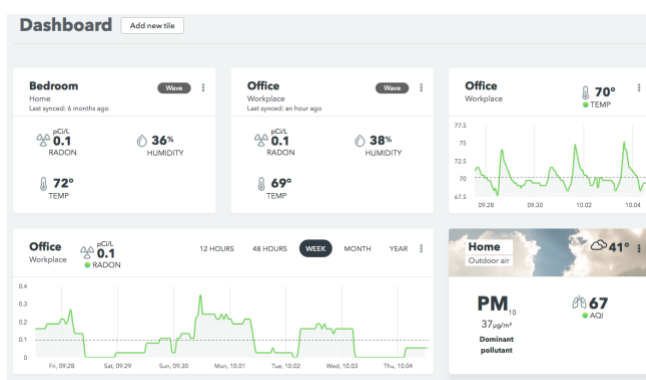 Dashboard
Add new tile
Bedroom
Wave
Home
Last synced: 6 months ago
pCi/L
0.1
RADON
36%
HUMIDITY
72°
TEMP
Office
Wave
Workplace
Last synced: an hour ago
pCi/L
0.1
RADON
38%
HUMIDITY
69°
TEMP
Office
Workplace
70°
TEMP
77.5
75
72.5
70
67.5
09.28 09.30 10.02 10.04
Office
Workplace
pCi/L
0.1
RADON
12 HOURS 48 HOURS WEEK MONTH YEAR
0.4
0.3
0.2
0.1
0
Fri, 09.28 Sat, 09.29 Sun, 09.30 Mon, 10.01 Tue, 10.02 Wed, 10.03 Thu, 10.04
Home
Outdoor air
41°
PM10
37µg/m³
Dominant
pollutant
67
AQI